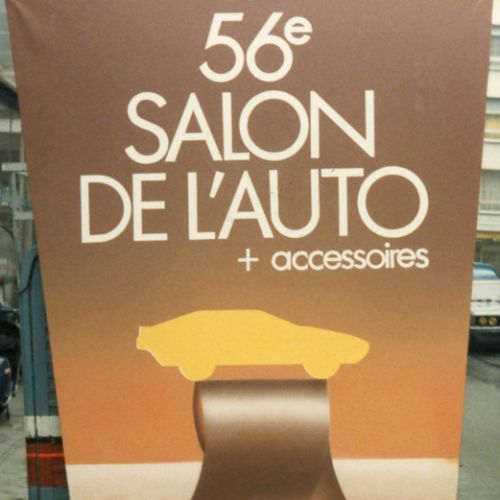 56e
SALON
DE L'AUTO
+ accessoires